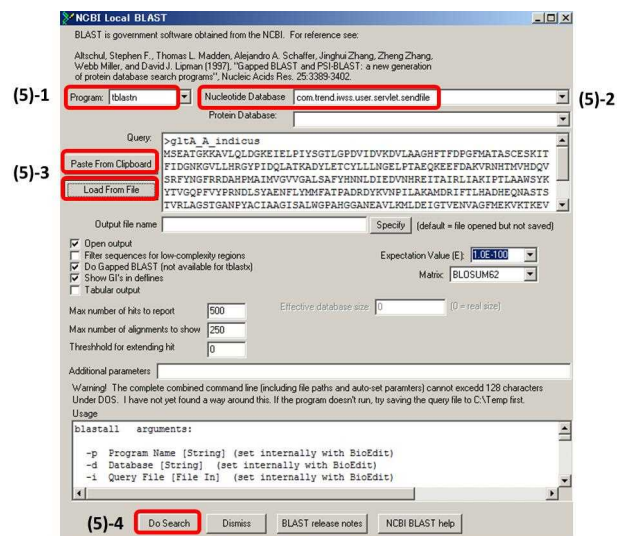 NCBI Local BLAST
BLAST is government software obtained from the NCBI. For reference see:
Altschul, Stephen F., Thomas L. Madden, Alejandro A. Schaffer, Jinghui Zhang, Zheng Zhang,
Webb Miller, and David J. Lipman (1997), "Gapped BLAST and PSI-BLAST: a new generation
of protein database search programs", Nucleic Acids Res. 25:3389-3402.
(5)-1 Program: tblastn Nucleotide Database com.trend.iwss.user.servlet.sendfile (5)-2
Protein Database:
Query: >gltA_A_indicus
MSEATGKKAVLQLDGKEIELPIYSGTLGPDVIDVKDVLAAGHFTFDPGFMATASCESKIT
Paste From Clipboard FIDGNKGVLLHRGYPIDQLATKADYLETCYLLLNGELPTAEQKEEFDAKVRNHTMVHDQV
(5)-3
SRFYNGFRRDAHPMAIMVGVVGALSAFYHNNLDIEDVNHREITAIRLIAKIPTLAAWSYK
Load From File YTVGQPFVYPRNDLSYAENFLYMMFATPADRDYKVNPILAKAMDRIFTLHADHEQNASTS
TVRLAGSTGANPYACIAAGISALWGPAHGGANEAVLKMLDEIGTVENVAGFMEKVKTKEV
Output file name Specify (default = file opened but not saved)
Open output
Filter sequences for low-complexity regions Expectation Value (E): 1.0E-100
Do Gapped BLAST (not available for tblastx)
Show GI's in deflines Matrix: BLOSUM62
Tabular output
Max number of hits to report 500 Effective database size 0 (0 = real size)
Max number of alignments to show 250
Threshhold for extending hit 0
Additional parameters
Warning! The complete combined command line (including file paths and auto-set paramters) cannot excedd 128 characters
Under DOS. I have not yet found a way around this. If the program doesn't run, try saving the query file to C:\Temp first.
Usage
blastall arguments:
-p Program Name [String] (set internally with BioEdit)
-d Database [String] (set internally with BioEdit)
-i Query File [File In] (set internally with BioEdit)
(5)-4 Do Search Dismiss BLAST release notes NCBI BLAST help